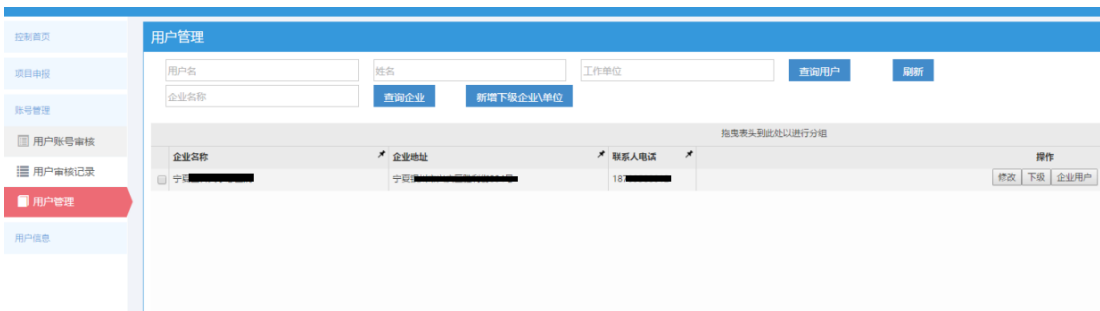 控制首页
项目申报
账号管理
用户账号审核
用户审核记录
用户管理
用户信息
用户管理
用户名 姓名 工作单位 查询用户 刷新
企业名称 查询企业 新增下级企业\单位
拖曳表头到此处以进行分组
企业名称 企业地址 联系人电话 操作
宁夏 宁夏 187 修改 下级 企业用户